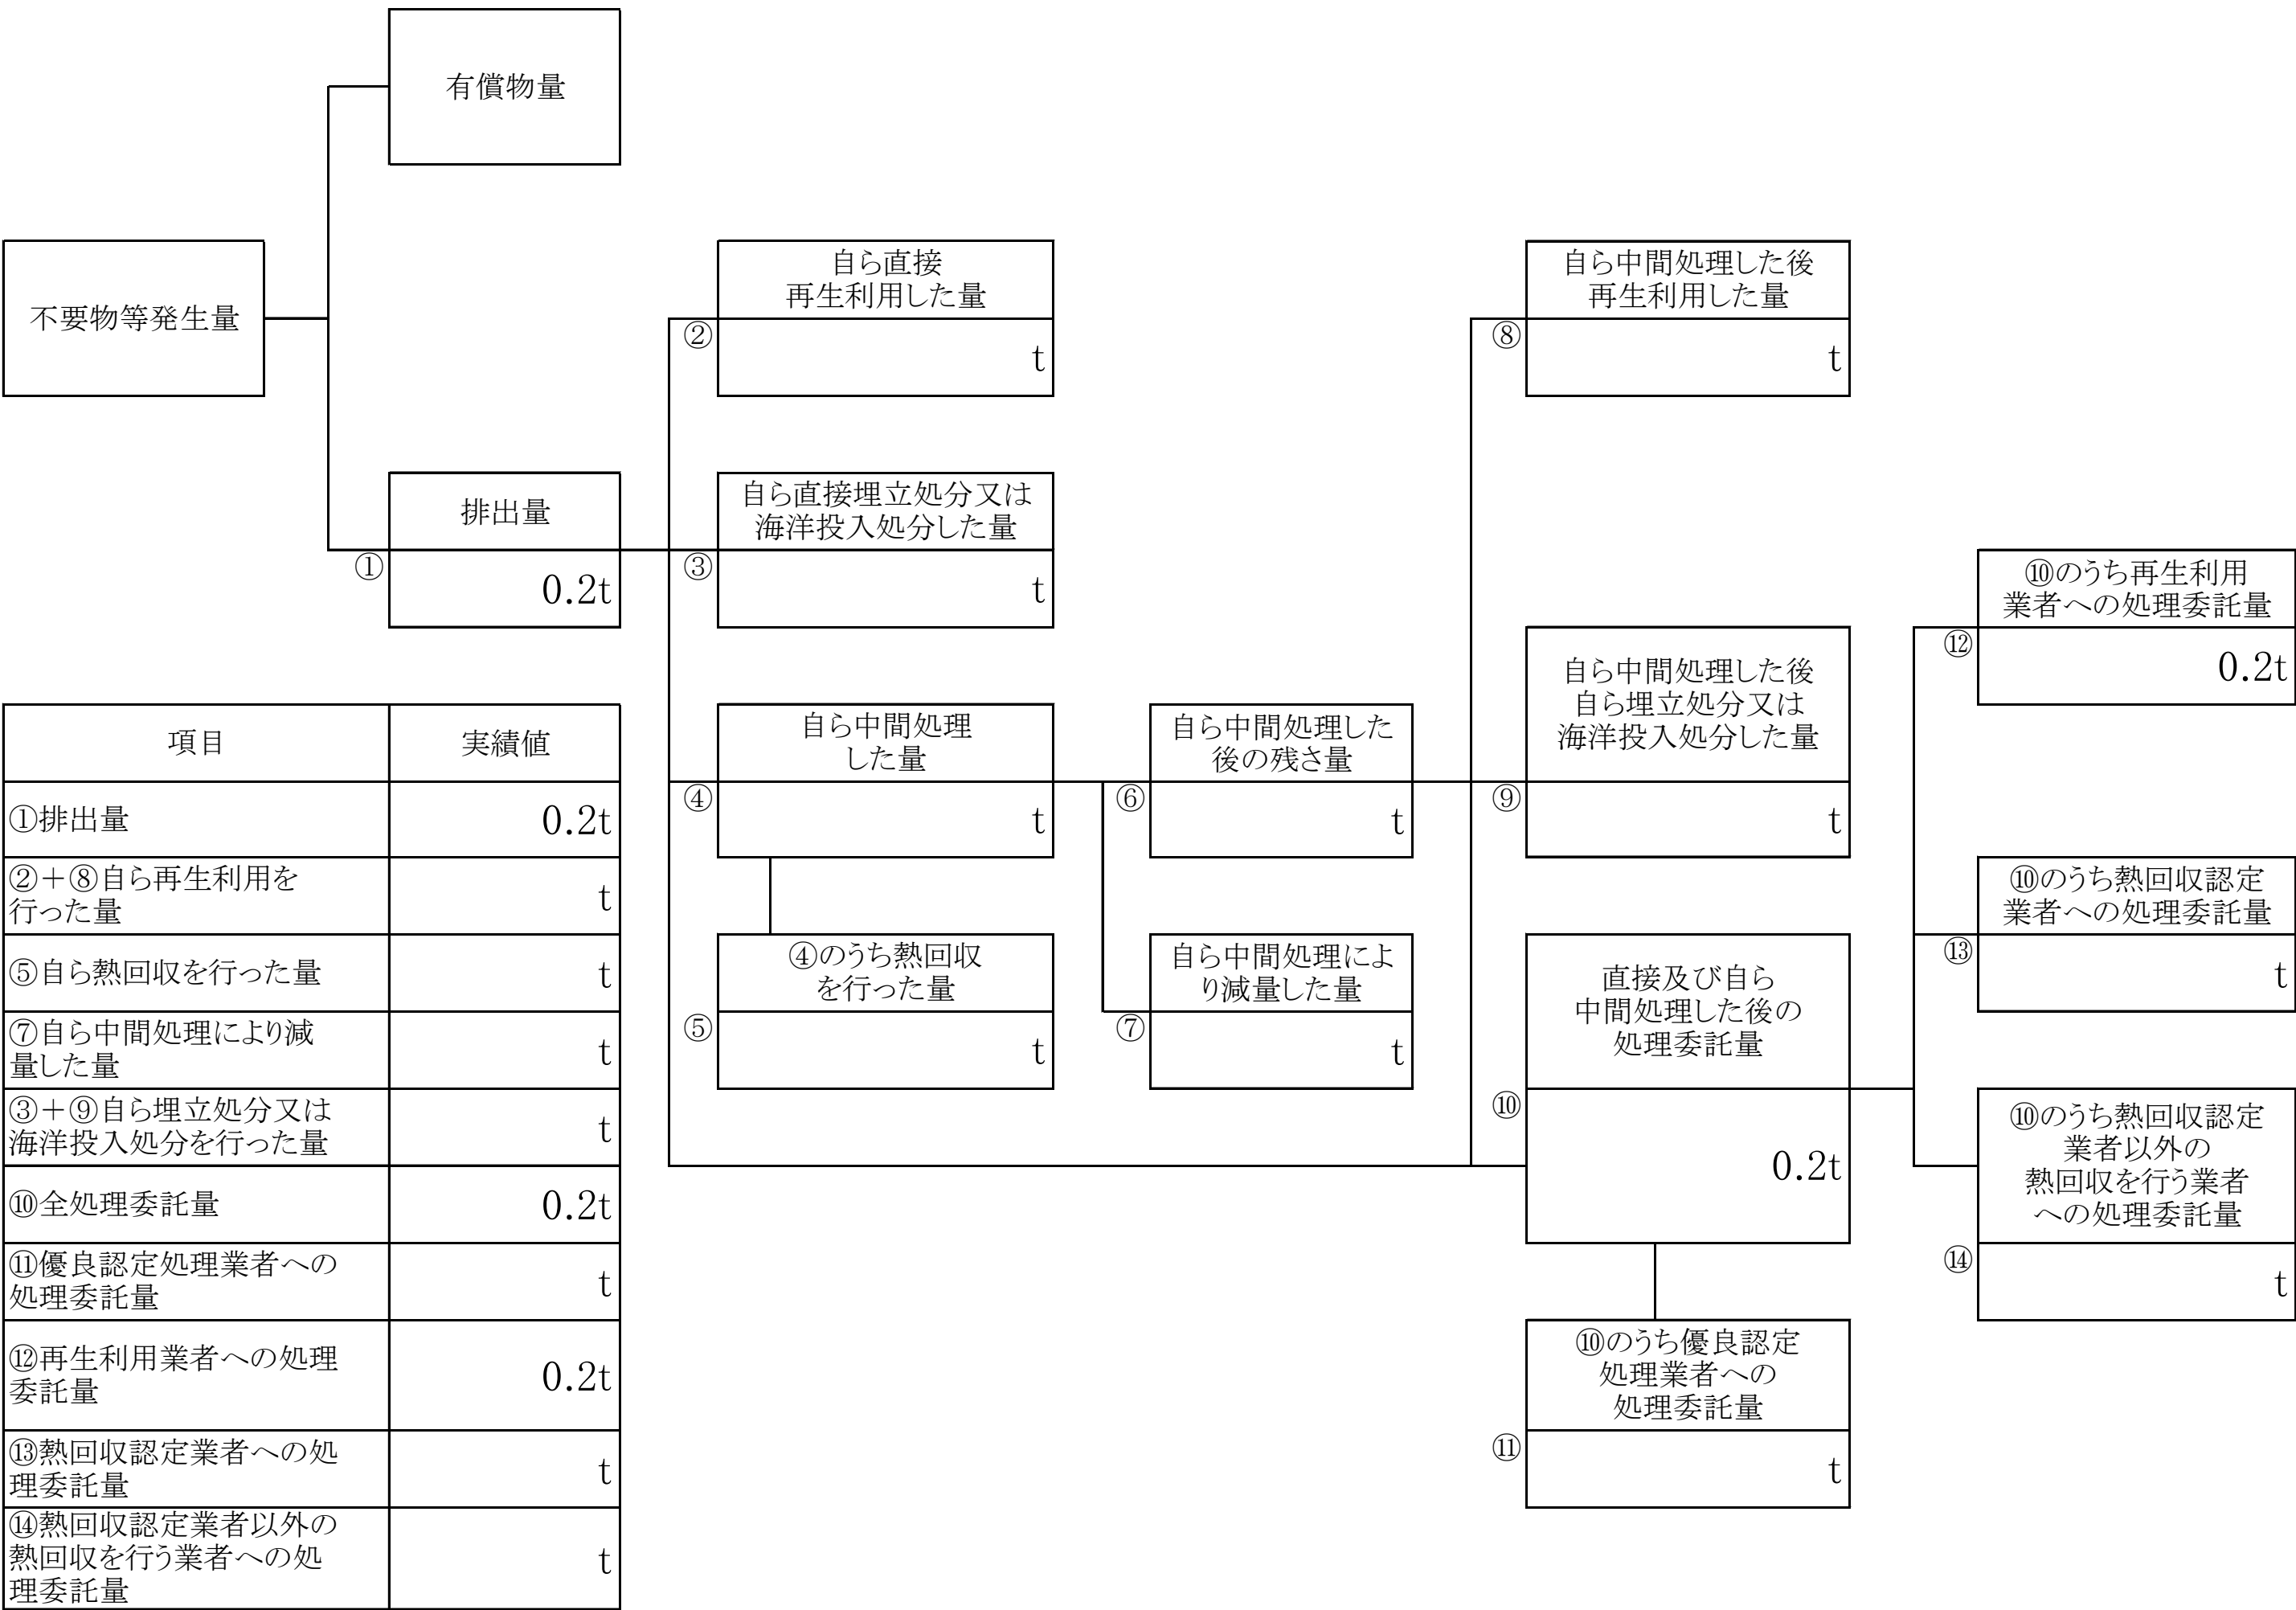 有償物量
不要物等発生量
自ら直接
再生利用した量
②
t
自ら中間処理した後
再生利用した量
⑧
t
排出量
①
0.2t
自ら直接埋立処分又は
海洋投入処分した量
③
t
⑩のうち再生利用
業者への処理委託量
⑫
0.2t
自ら中間処理
した量
④
t
自ら中間処理した
後の残さ量
⑥
t
自ら中間処理した後
自ら埋立処分又は
海洋投入処分した量
⑨
t
⑩のうち熱回収認定
業者への処理委託量
⑬
t
④のうち熱回収
を行った量
⑤
t
自ら中間処理によ
り減量した量
⑦
t
直接及び自ら
中間処理した後の
処理委託量
⑩
0.2t
⑩のうち熱回収認定
業者以外の
熱回収を行う業者
への処理委託量
⑭
t
⑩のうち優良認定
処理業者への
処理委託量
⑪
t
項目 実績値
①排出量 0.2t
②＋⑧自ら再生利用を
行った量
t
⑤自ら熱回収を行った量 t
⑦自ら中間処理により減
量した量
t
③＋⑨自ら埋立処分又は
海洋投入処分を行った量
t
⑩全処理委託量 0.2t
⑪優良認定処理業者への
処理委託量
t
⑫再生利用業者への処理
委託量
0.2t
⑬熱回収認定業者への処
理委託量
t
⑭熱回収認定業者以外の
熱回収を行う業者への処
理委託量
t